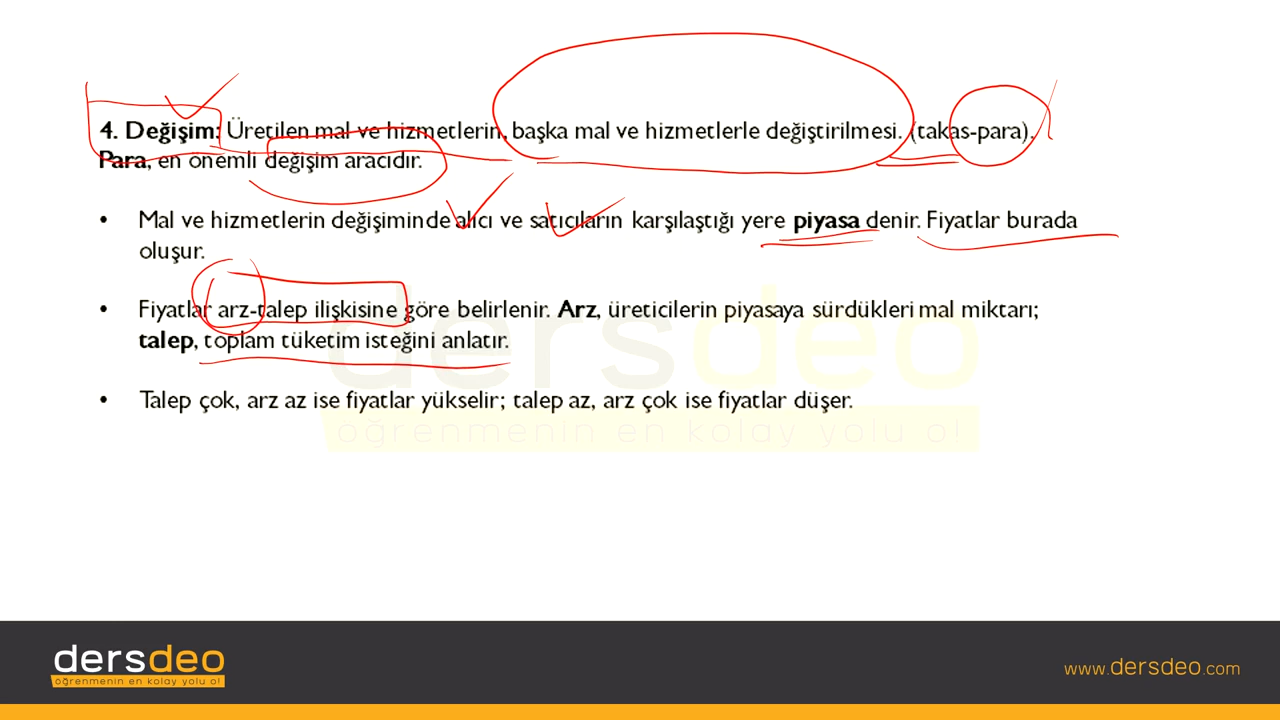 4. Değişim: Üretilen mal ve hizmetlerin, başka mal ve hizmetlerle değiştirilmesi. (takas-para).
Para, en önemli değişim aracıdır.
• Mal ve hizmetlerin değişiminde alıcı ve satıcıların karşılaştığı yere piyasa denir. Fiyatlar burada
oluşur.
• Fiyatlar arz-talep ilişkisine göre belirlenir. Arz, üreticilerin piyasaya sürdükleri mal miktarı;
talep, toplam tüketim isteğini anlatır.
• Talep çok, arz az ise fiyatlar yükselir; talep az, arz çok ise fiyatlar düşer.
dersdeo
öğrenmenin en kolay yolu o!
dersdeo
öğrenmenin en kolay yolu o!
www.dersdeo.com